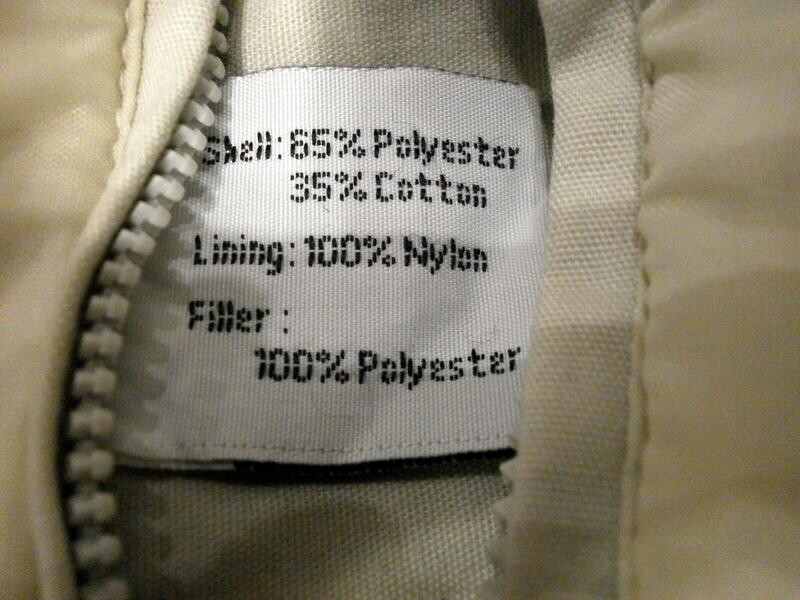 Shell: 65% Polyester
35% Cotton
Lining: 100% Nylon
Filler :
100% Polyester